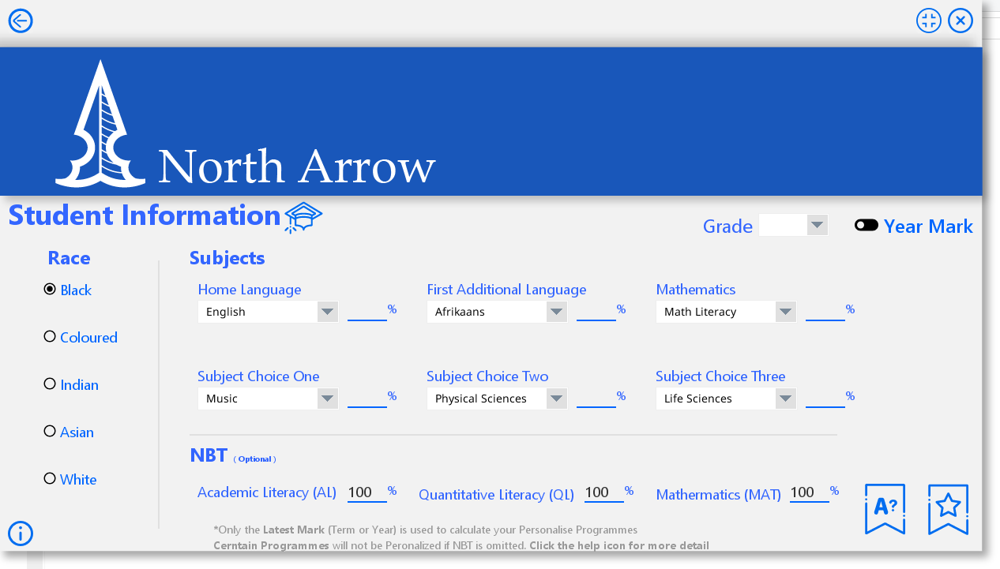 North Arrow
Student Information
Grade
Year Mark
Race
Subjects
Black
Home Language
First Additional Language
Mathematics
English
%
Afrikaans
%
Math Literacy
%
Coloured
Subject Choice One
Subject Choice Two
Subject Choice Three
Indian
Music
%
Physical Sciences
%
Life Sciences
%
Asian
NBT ( Optional )
White
Academic Literacy (AL) 100 %
Quantitative Literacy (QL) 100 %
Mathermatics (MAT) 100 %
A?
*Only the Latest Mark (Term or Year) is used to calculate your Personalise Programmes
Cerntain Programmes will not be Peronalized if NBT is omitted. Click the help icon for more detail